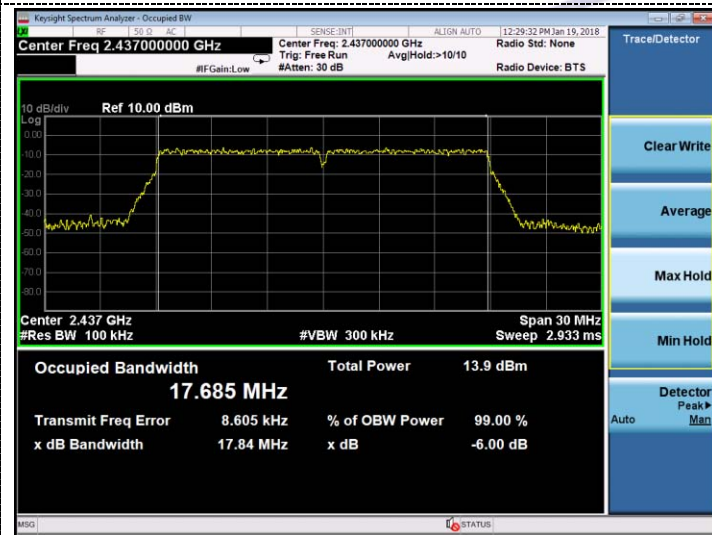 Keysight Spectrum Analyzer - Occupied BW
LXI RF 50 Ω AC SENSE:INT ALIGN AUTO 12:29:32 PM Jan 19, 2018
Center Freq 2.437000000 GHz Center Freq: 2.437000000 GHz Radio Std: None Trace/Detector
Trig: Free Run Avg|Hold:>10/10
#IFGain:Low #Atten: 30 dB Radio Device: BTS
10 dB/div Ref 10.00 dBm
Log
0.00
-10.0
-20.0
-30.0
-40.0
-50.0
-60.0
-80.0
Clear Write
Average
Max Hold
Min Hold
Detector
Peak▶
Auto Man
Center 2.437 GHz Span 30 MHz
#Res BW 100 kHz #VBW 300 kHz Sweep 2.933 ms
Occupied Bandwidth Total Power 13.9 dBm
17.685 MHz
Transmit Freq Error 8.605 kHz % of OBW Power 99.00 %
x dB Bandwidth 17.84 MHz x dB -6.00 dB
MSG STATUS